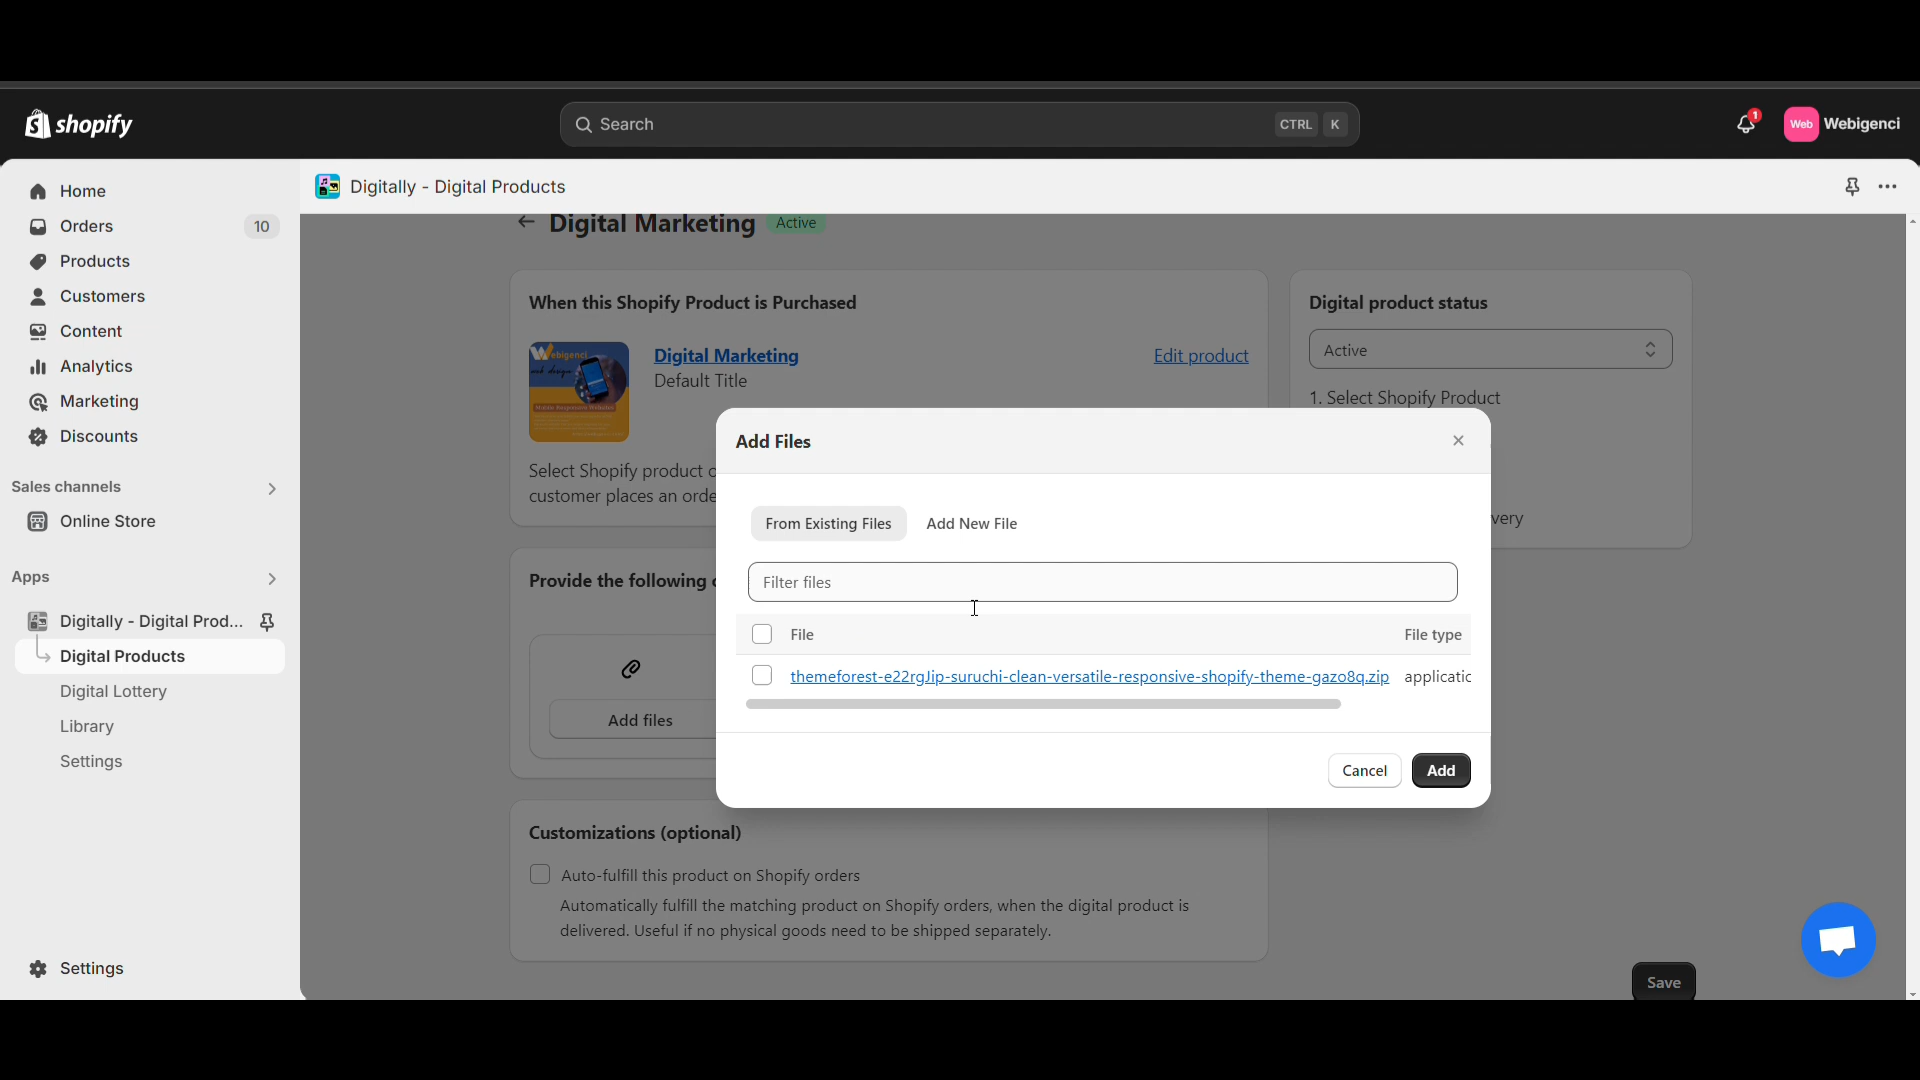 shopify
Search
CTRL K
1
Web
Webigenci
Home
Orders
10
Products
Customers
Content
Analytics
Marketing
Discounts
Sales channels
Online Store
Apps
Digitally - Digital Prod...
Digital Products
Digital Lottery
Library
Settings
Settings
Digitally - Digital Products
Digital Marketing
Active
When this Shopify Product is Purchased
Webigenci
web design
Digital Marketing
Default Title
Edit product
Select Shopify product
customer places an orde
Provide the following
Add files
Customizations (optional)
Auto-fulfill this product on Shopify orders
Automatically fulfill the matching product on Shopify orders, when the digital product is
delivered. Useful if no physical goods need to be shipped separately.
Digital product status
Active
1. Select Shopify Product
very
Save
Add Files
From Existing Files
Add New File
Filter files
File
File type
themeforest-e22rgJip-suruchi-clean-versatile-responsive-shopify-theme-gazo8q.zip
applicatic
Cancel
Add